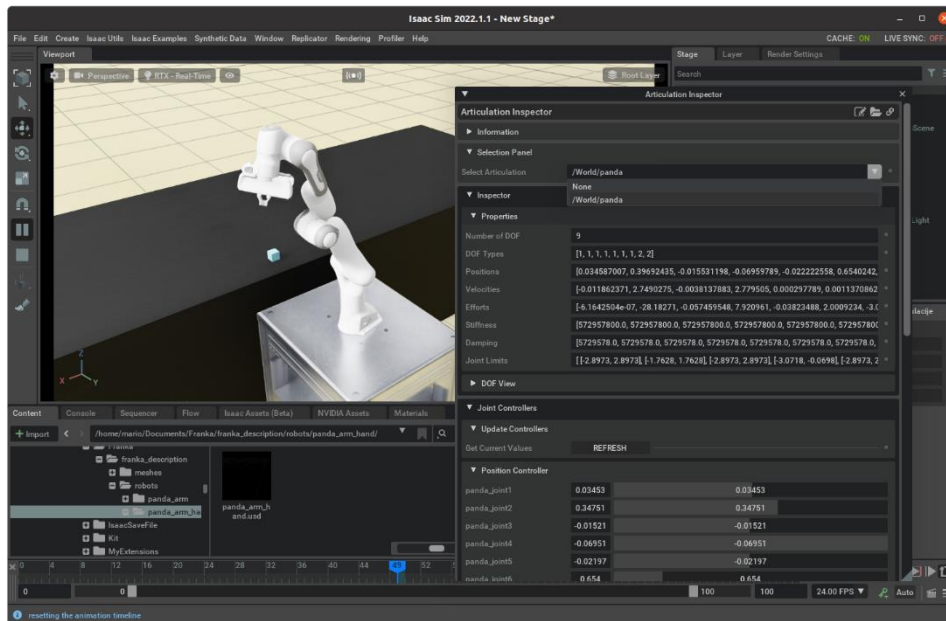 Isaac Sim 2022.1.1 - New Stage*
File Edit Create Isaac Utils Isaac Examples Synthetic Data Window Replicator Rendering Profiler Help CACHE: ON LIVE SYNC: OFF
Viewport Stage Layer Render Settings
Perspective RTX - Real-Time Root Layer Search
Articulation Inspector
Articulation Inspector
Information
Scene
Selection Panel
Select Articulation /World/panda
None
/World/panda
Inspector
Light
Properties
Number of DOF 9
DOF Types [1, 1, 1, 1, 1, 1, 1, 2, 2]
Positions [0.034587007, 0.39692435, -0.015531198, -0.06959789, -0.022222558, 0.6540242,
Velocities [-0.011862371, 2.7490275, -0.0038137883, 2.779505, 0.000297789, 0.0011370862
Efforts [-6.1642504e-07, -28.18271, -0.057459548, 7.920961, -0.03823488, 2.0009234, -3.0
Stiffness [572957800.0, 572957800.0, 572957800.0, 572957800.0, 572957800.0, 572957800
Damping [5729578.0, 5729578.0, 5729578.0, 5729578.0, 5729578.0, 5729578.0,
Joint Limits [[-2.8973, 2.8973], [-1.7628, 1.7628], [-2.8973, 2.8973], [-3.0718, -0.0698], [-2.8973, 2
DOF View
Z
X Y
Content Console Sequencer Flow Isaac Assets (Beta) NVIDIA Assets Materials
Joint Controllers
Update Controllers
+ Import /home/mario/Documents/Franka/franka_description/robots/panda_arm_hand/
Get Current Values REFRESH
Franka
franka_description
meshes
robots
panda_arm
panda_arm_ha
IsaacSaveFile
Kit
MyExtensions
panda_arm_h
and.usd
Position Controller
panda_joint1 0.03453 0.03453
panda_joint2 0.34751 0.34751
panda_joint3 -0.01521 -0.01521
panda_joint4 -0.06951 -0.06951
panda_joint5 -0.02197 -0.02197
panda_joint6 0.654 0.654
0 4 8 12 16 20 24 28 32 36 40 44 49 52
0 0 100 100 24.00 FPS Auto
resetting the animation timeline